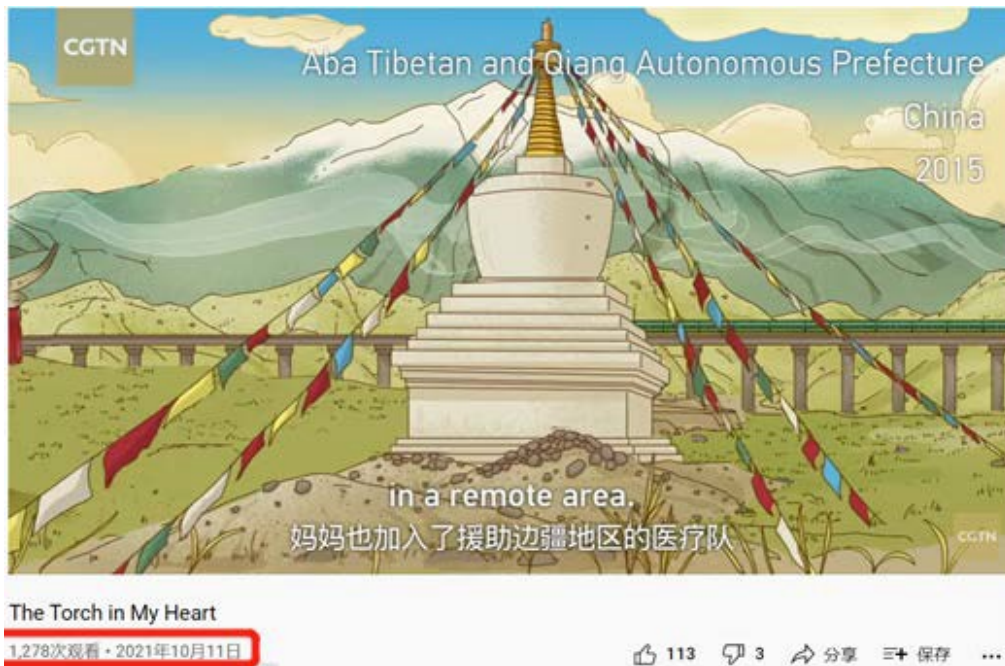 CGTN
Aba Tibetan and Qiang Autonomous Prefecture
China
2015
in a remote area.
妈妈也加入了援助边疆地区的医疗队
CGTN
The Torch in My Heart
1,278次观看 • 2021年10月11日
113
3
分享
保存